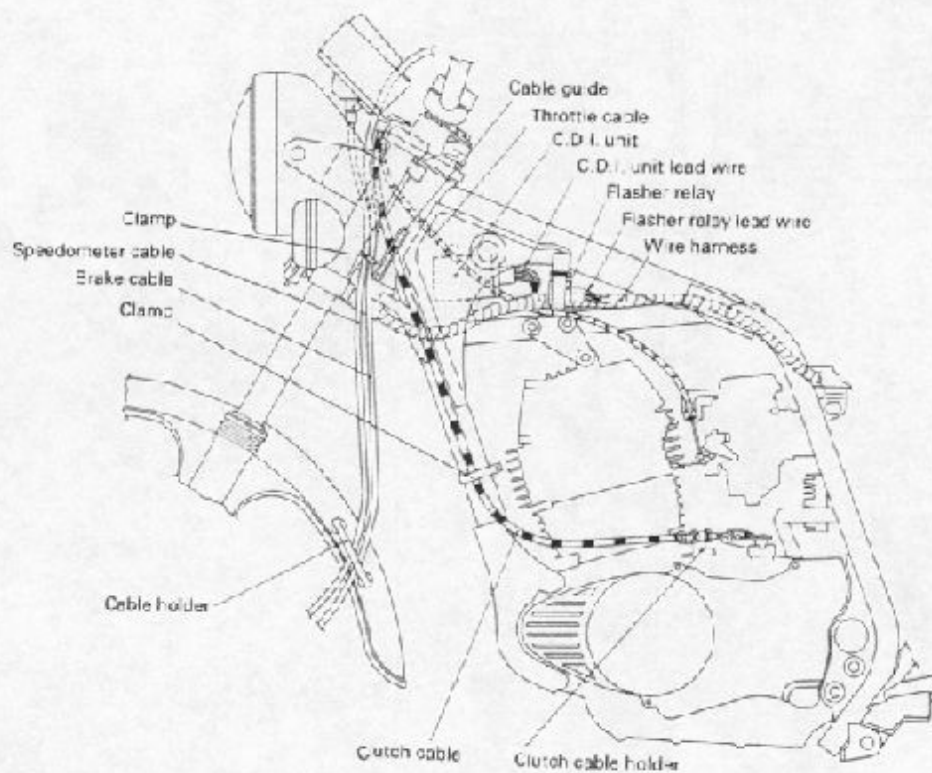 Cable guide
Throttle cable
C.D.I. unit
C.D.I. unit lead wire
Flasher relay
Flasher relay lead wire
Wire harness
Clamp
Speedometer cable
Brake cable
Clamp
Cable holder
Clutch cable
Clutch cable holder